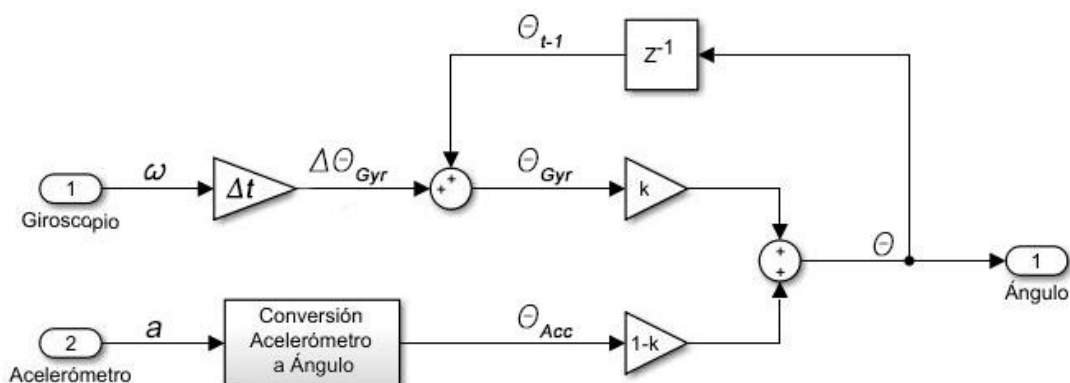 Θt-1
Z-1
ω
ΔΘGyr
ΘGyr
1
Δt
+
+
k
Giroscopio
+
+
Θ
1
Ángulo
a
Conversión
Acelerómetro
a Ángulo
ΘAcc
2
1-k
Acelerómetro